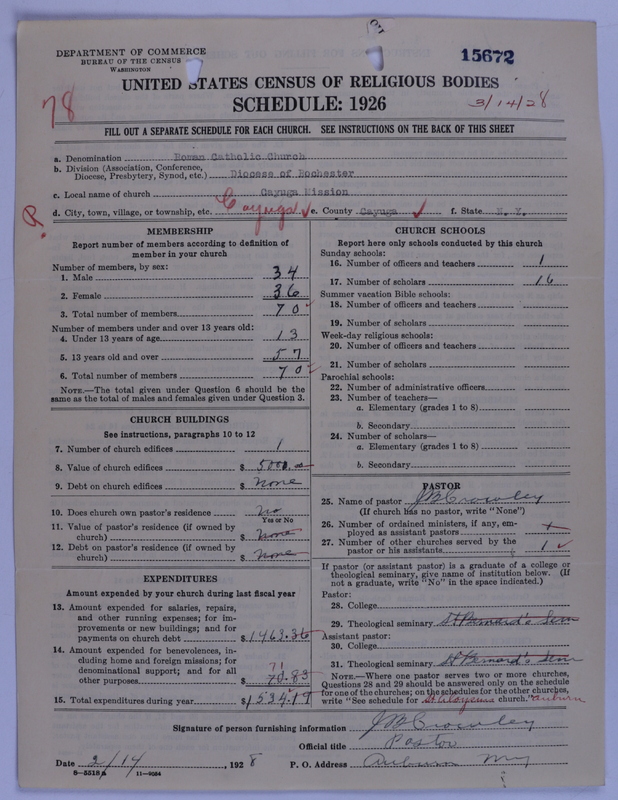 DEPARTMENT OF COMMERCE
BUREAU OF THE CENSUS
WASHINGTON
15672
UNITED STATES CENSUS OF RELIGIOUS BODIES
SCHEDULE: 1926
78
3/14/28
FILL OUT A SEPARATE SCHEDULE FOR EACH CHURCH. SEE INSTRUCTIONS ON THE BACK OF THIS SHEET
a. Denomination Roman Catholic Church
b. Division (Association, Conference, Diocese, Presbytery, Synod, etc.) Diocese of Rochester
c. Local name of church Cayuga Mission
R.
d. City, town, village, or township, etc. Cayuga ✓ e. County Cayuga ✓ f. State N. Y.
MEMBERSHIP
Report number of members according to definition of
member in your church
Number of members, by sex:
1. Male 34
2. Female 36
3. Total number of members 70
Number of members under and over 13 years old:
4. Under 13 years of age 13
5. 13 years old and over 57
6. Total number of members 70
NOTE.—The total given under Question 6 should be
same as the total of males and females given under Question 3.
CHURCH BUILDINGS
See instructions, paragraphs 10 to 12
7. Number of church edifices 1
8. Value of church edifices $ 5000.00
9. Debt on church edifices $ None
10. Does church own pastor's residence No
Yes or No
11. Value of pastor's residence (if owned by
church) $ None
12. Debt on pastor's residence (if owned by
church) $ None
EXPENDITURES
Amount expended by your church during last fiscal year
13. Amount expended for salaries, repairs,
and other running expenses; for im-
provements or new buildings; and for
payments on church debt $ 1463.36
14. Amount expended for benevolences, in-
cluding home and foreign missions; for
denominational support; and for all
other purposes $ 70.83
71
15. Total expenditures during year $ 1534.19
CHURCH SCHOOLS
Report here only schools conducted by this church
Sunday schools:
16. Number of officers and teachers 1
17. Number of scholars 16
Summer vacation Bible schools:
18. Number of officers and teachers
19. Number of scholars
Week-day religious schools:
20. Number of officers and teachers
21. Number of scholars
Parochial schools:
22. Number of administrative officers
23. Number of teachers—
a. Elementary (grades 1 to 8)
b. Secondary
24. Number of scholars—
a. Elementary (grades 1 to 8)
b. Secondary
PASTOR
25. Name of pastor J B Crowley
(If church has no pastor, write "None")
26. Number of ordained ministers, if any, em-
ployed as assistant pastors
27. Number of other churches served by the
pastor or his assistants 1 ✓
If pastor (or assistant pastor) is a graduate of a college or
theological seminary, give name of institution below. (If
not a graduate, write "No" in the space indicated.)
Pastor:
28. College
29. Theological seminary St Bernard's Sem
Assistant pastor:
30. College
31. Theological seminary St Bernard's Sem
NOTE.—Where one pastor serves two or more churches,
Questions 28 and 29 should be answered only on the schedule
for one of the churches; on the schedules for the other churches,
write "See schedule for St Aloysius church." Auburn
Signature of person furnishing information J B Crowley
Official title Pastor
Date 2/14, 1928 P. O. Address Auburn N Y
8—5518a 11—9054